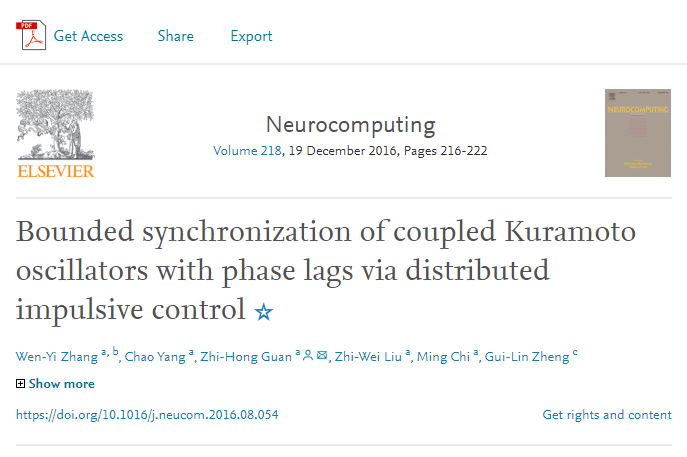 PDF
Get Access Share Export
ELSEVIER
Neurocomputing
Volume 218, 19 December 2016, Pages 216-222
NEUROCOMPUTING
Bounded synchronization of coupled Kuramoto
oscillators with phase lags via distributed
impulsive control ☆
Wen-Yi Zhang a, b, Chao Yang a, Zhi-Hong Guan a, Zhi-Wei Liu a, Ming Chi a, Gui-Lin Zheng c
Show more
https://doi.org/10.1016/j.neucom.2016.08.054
Get rights and content